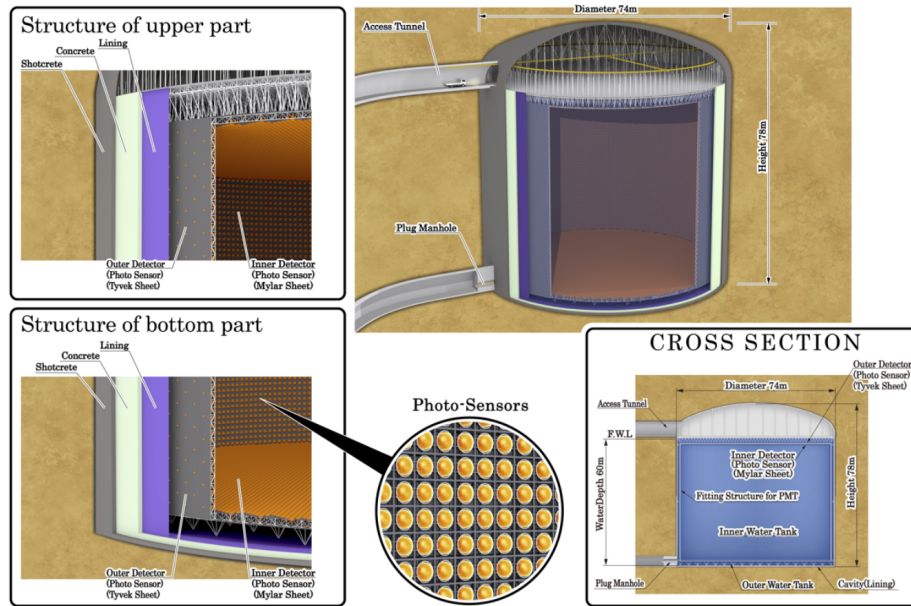 Structure of upper part
Lining
Concrete
Shotcrete
Outer Detector
(Photo Sensor)
(Tyvek Sheet)
Inner Detector
(Photo Sensor)
(Mylar Sheet)
Diameter 74m
Access Tunnel
Height 78m
Plug Manhole
Structure of bottom part
Lining
Concrete
Shotcrete
Outer Detector
(Photo Sensor)
(Tyvek Sheet)
Inner Detector
(Photo Sensor)
(Mylar Sheet)
Photo-Sensors
CROSS SECTION
Outer Detector
(Photo Sensor)
(Tyvek Sheet)
Diameter 74m
Access Tunnel
F.W.L
Inner Detector
(Photo Sensor)
(Mylar Sheet)
WaterDepth 60m
Height 78m
Fitting Structure for PMT
Inner Water Tank
Plug Manhole
Outer Water Tank
Cavity(Lining)